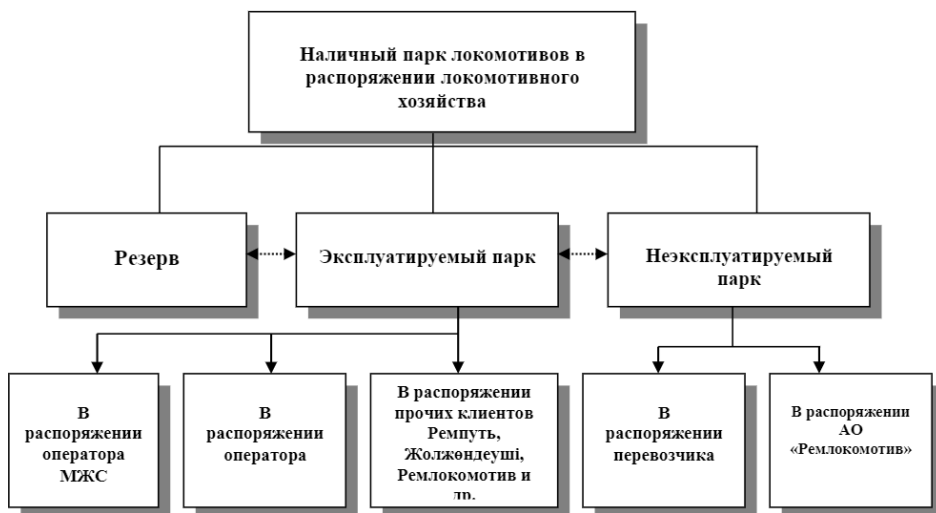 Наличный парк локомотивов в
распоряжении локомотивного
хозяйства
Резерв
Эксплуатируемый парк
Неэксплуатируемый
парк
В
распоряжении
оператора
МЖС
В
распоряжении
оператора
В распоряжении
прочих клиентов
Ремпуть,
Жолжөндеуші,
Ремлокомотив и
др.
В
распоряжении
перевозчика
В распоряжении
АО
«Ремлокомотив»